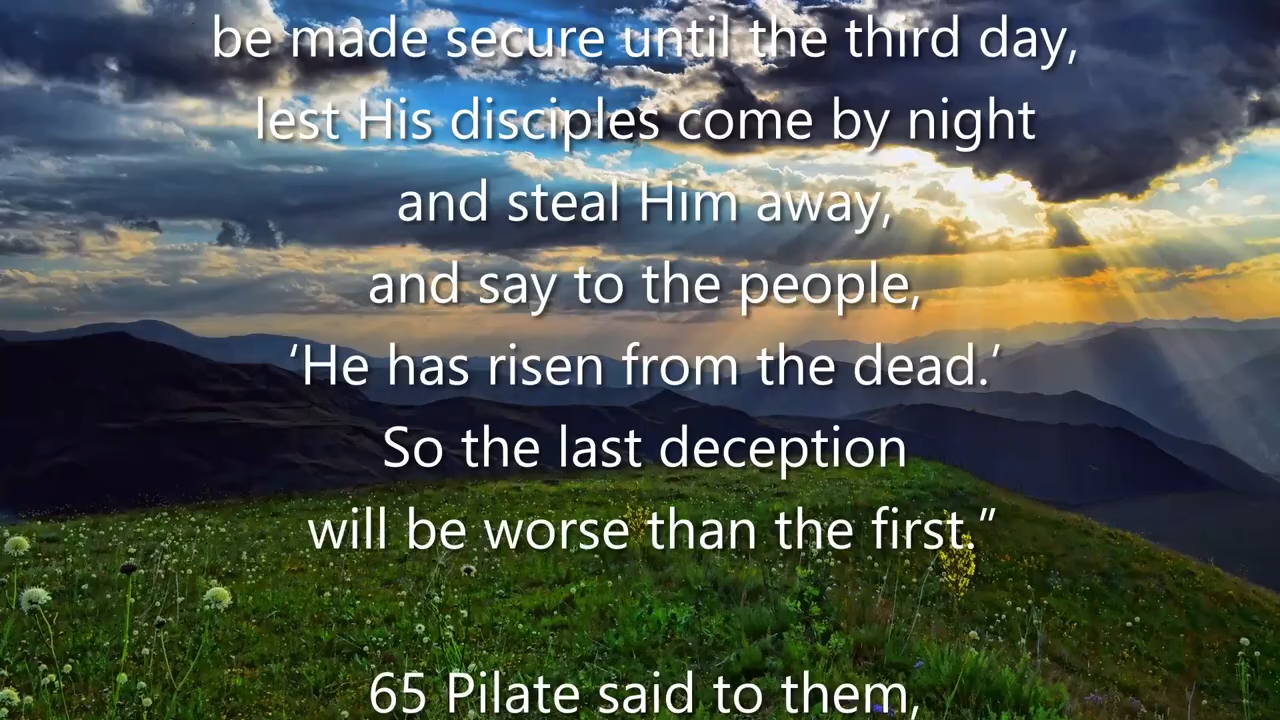 be made secure until the third day,
lest His disciples come by night
and steal Him away,
and say to the people,
‘He has risen from the dead.’
So the last deception
will be worse than the first.”
65 Pilate said to them,